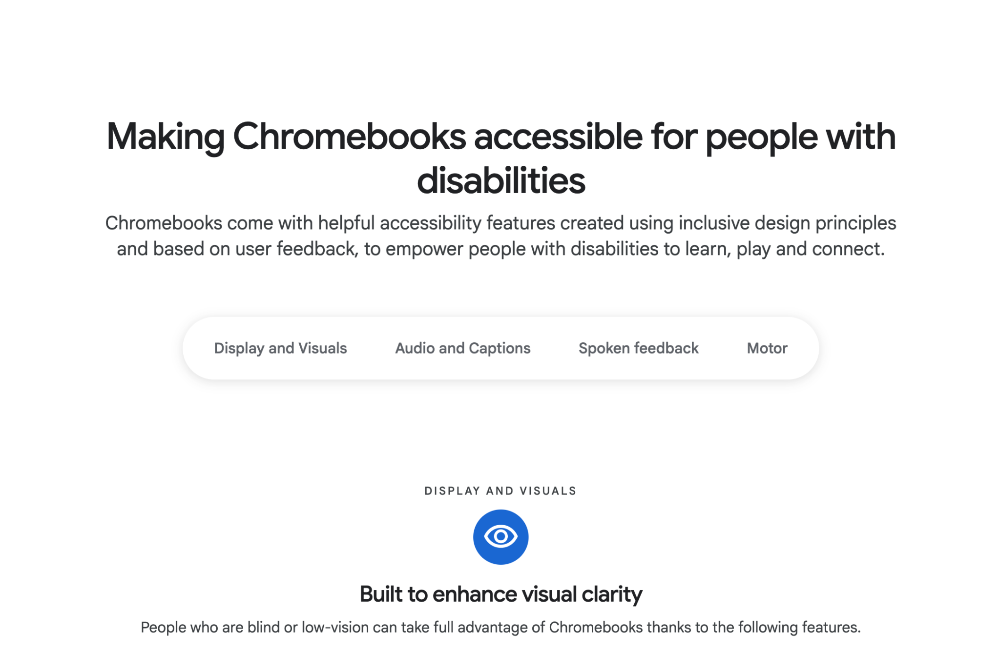 Making Chromebooks accessible for people with
disabilities
Chromebooks come with helpful accessibility features created using inclusive design principles
and based on user feedback, to empower people with disabilities to learn, play and connect.
Display and Visuals
Audio and Captions
Spoken feedback
Motor
DISPLAY AND VISUALS
Built to enhance visual clarity
People who are blind or low-vision can take full advantage of Chromebooks thanks to the following features.